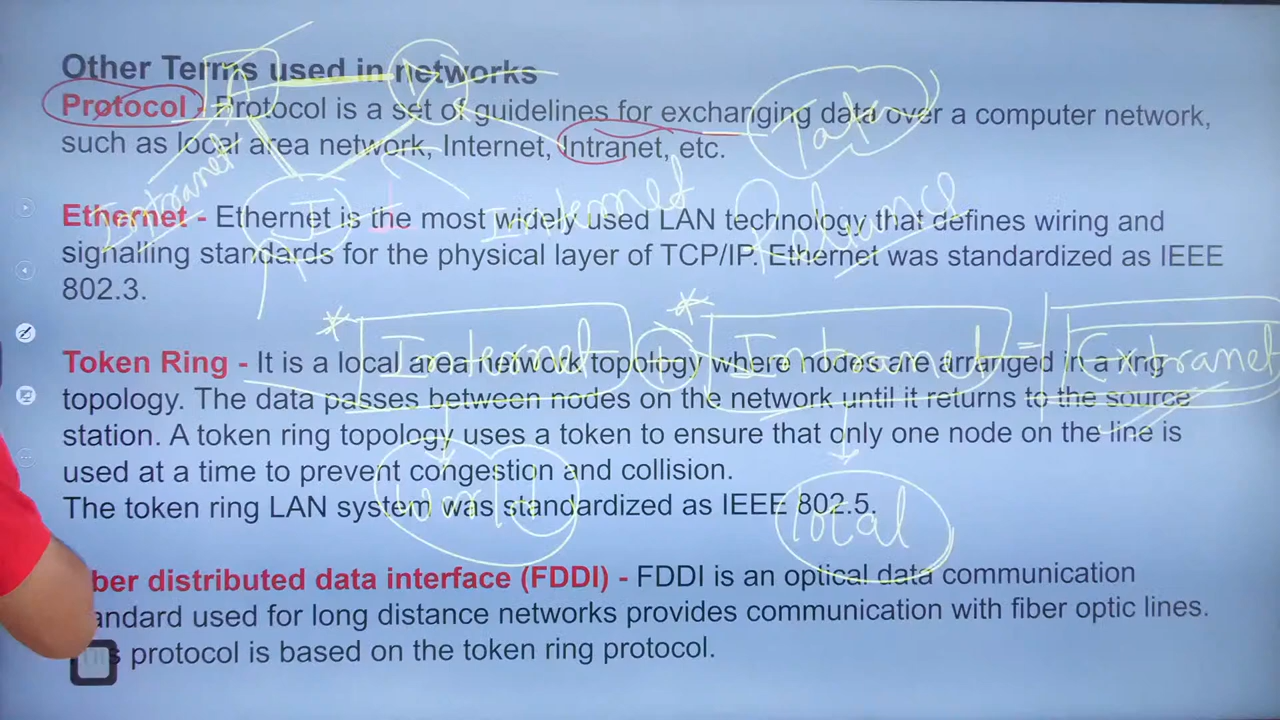 Other Terms used in networks
Protocol - Protocol is a set of guidelines for exchanging data over a computer network,
such as local area network, Internet, Intranet, etc.
Tata
Intranet
Internet
Reliance
Ethernet - Ethernet is the most widely used LAN technology that defines wiring and
signalling standards for the physical layer of TCP/IP. Ethernet was standardized as IEEE
802.3.
* Internet + * Intranet = Extranet
Token Ring - It is a local area network topology where nodes are arranged in a
topology. The data passes between nodes on the network until it returns to the source
station. A token ring topology uses a token to ensure that only one node on the line is
used at a time to prevent congestion and collision.
The token ring LAN system was standardized as IEEE 802.5.
world
local
ber distributed data interface (FDDI) - FDDI is an optical data communication
andard used for long distance networks provides communication with fiber optic lines.
protocol is based on the token ring protocol.